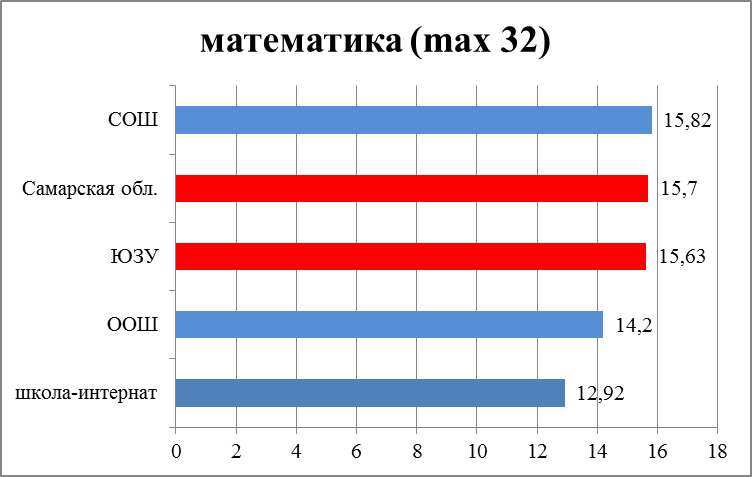 математика (max 32)
СОШ 15,82
Самарская обл. 15,7
ЮЗУ 15,63
ООШ 14,2
школа-интернат 12,92
0 2 4 6 8 10 12 14 16 18